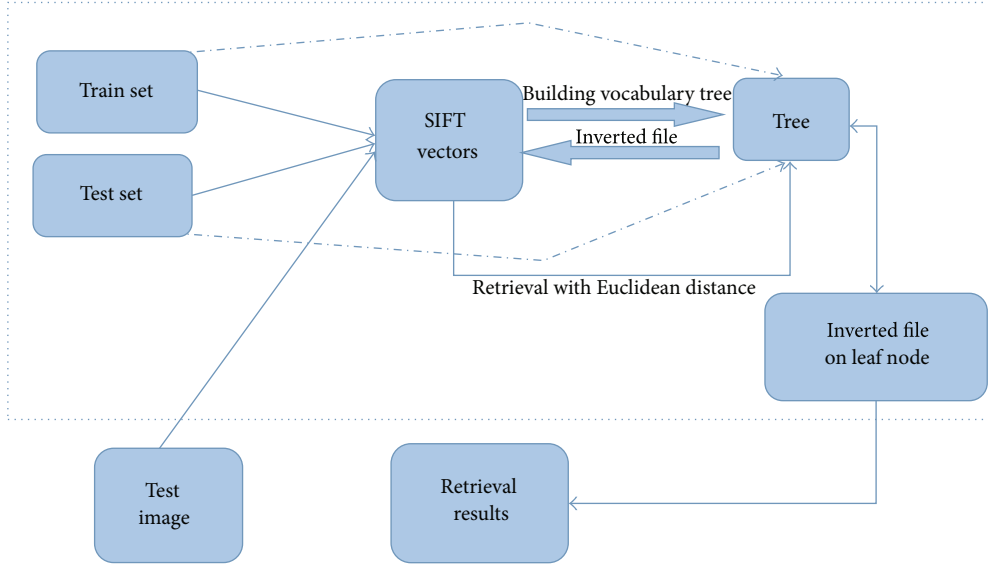 Train set
Test set
SIFT
vectors
Building vocabulary tree
Inverted file
Tree
Retrieval with Euclidean distance
Inverted file
on leaf node
Test
image
Retrieval
results